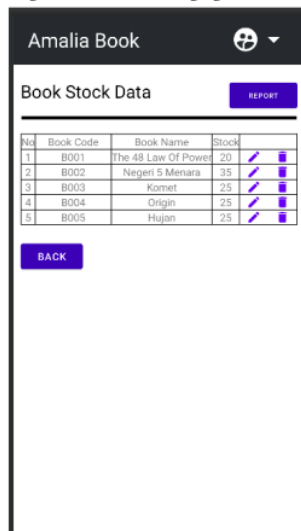 Amalia Book
Book Stock Data
REPORT
No Book Code Book Name Stock
1 B001 The 48 Law Of Power 20
2 B002 Negeri 5 Menara 35
3 B003 Komet 25
4 B004 Origin 25
5 B005 Hujan 25
BACK